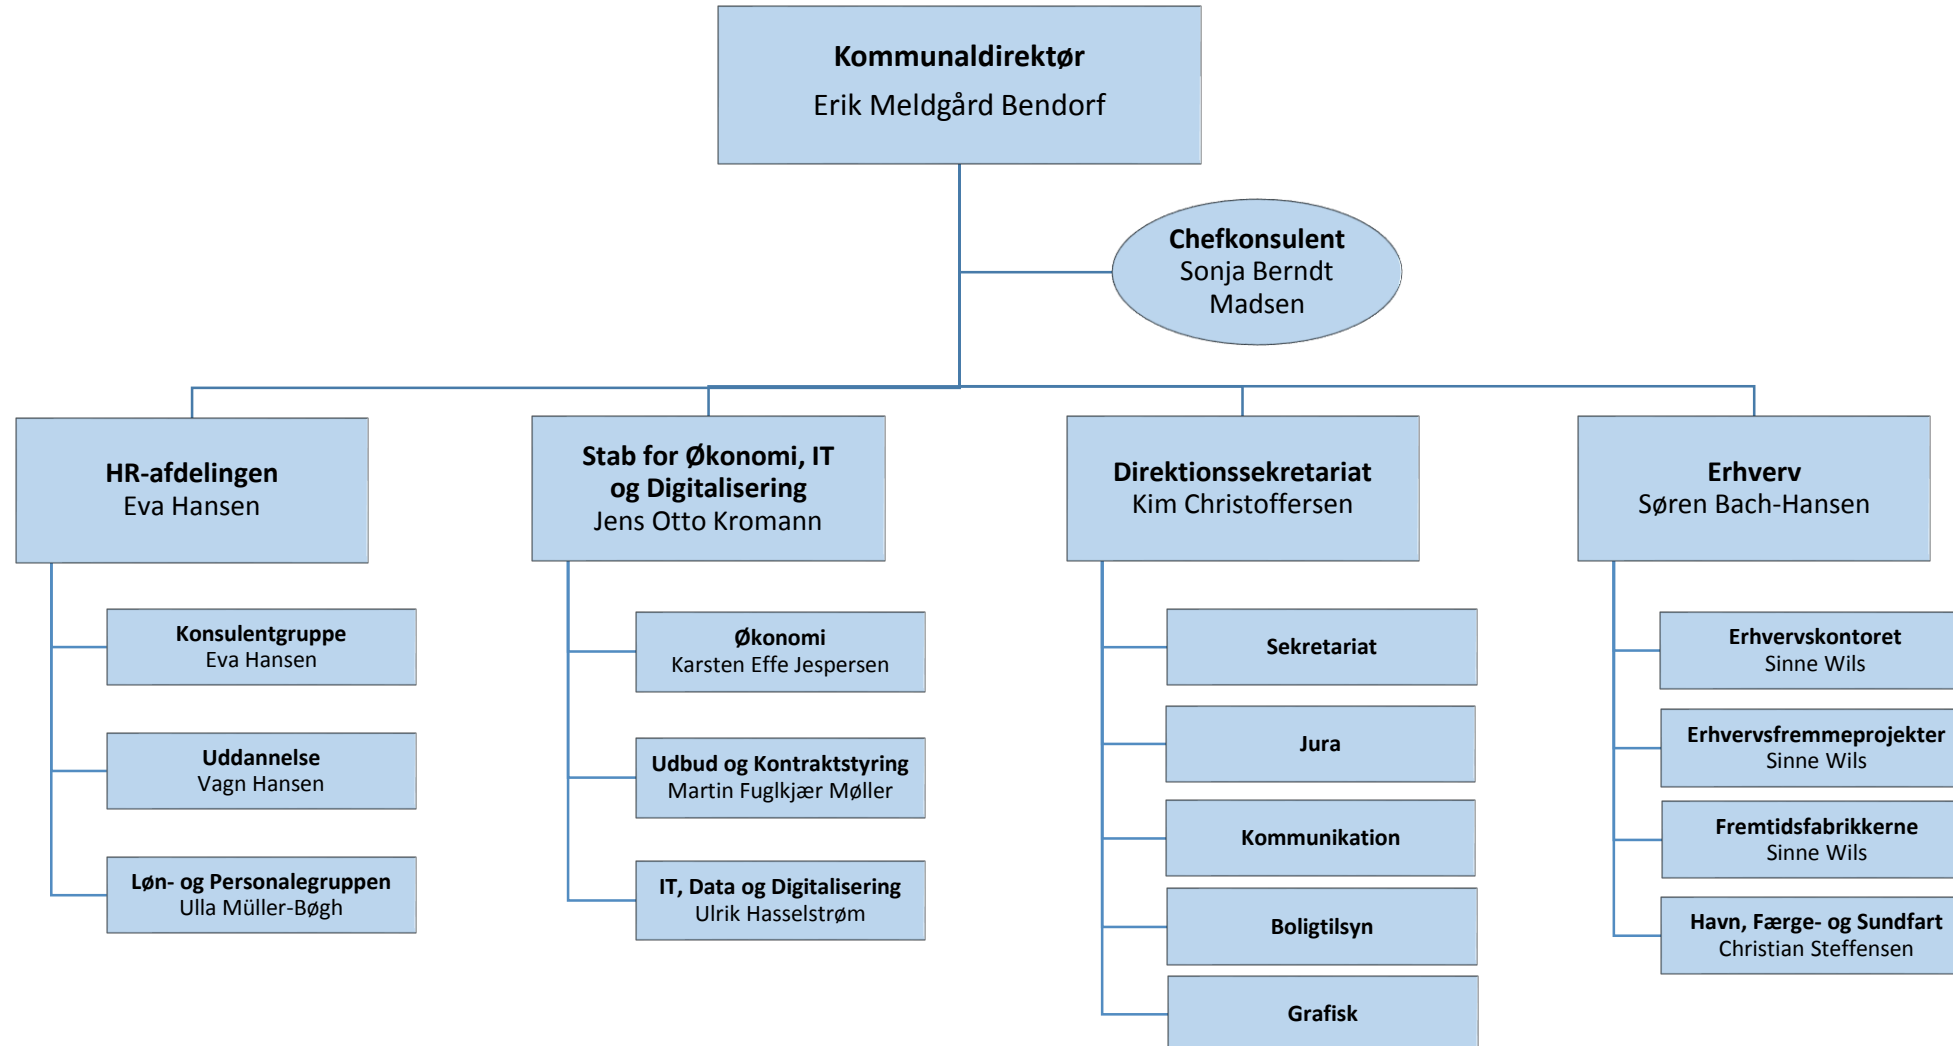 Kommunaldirektør
Erik Meldgård Bendorf
Chefkonsulent
Sonja Berndt
Madsen
HR-afdelingen
Eva Hansen
Konsulentgruppe
Eva Hansen
Uddannelse
Vagn Hansen
Løn- og Personalegruppen
Ulla Müller-Bøgh
Stab for Økonomi, IT
og Digitalisering
Jens Otto Kromann
Økonomi
Karsten Effe Jespersen
Udbud og Kontraktstyring
Martin Fuglkjær Møller
IT, Data og Digitalisering
Ulrik Hasselstrøm
Direktionssekretariat
Kim Christoffersen
Sekretariat
Jura
Kommunikation
Boligtilsyn
Grafisk
Erhverv
Søren Bach-Hansen
Erhvervskontoret
Sinne Wils
Erhvervsfremmeprojekter
Sinne Wils
Fremtidsfabrikkerne
Sinne Wils
Havn, Færge- og Sundfart
Christian Steffensen